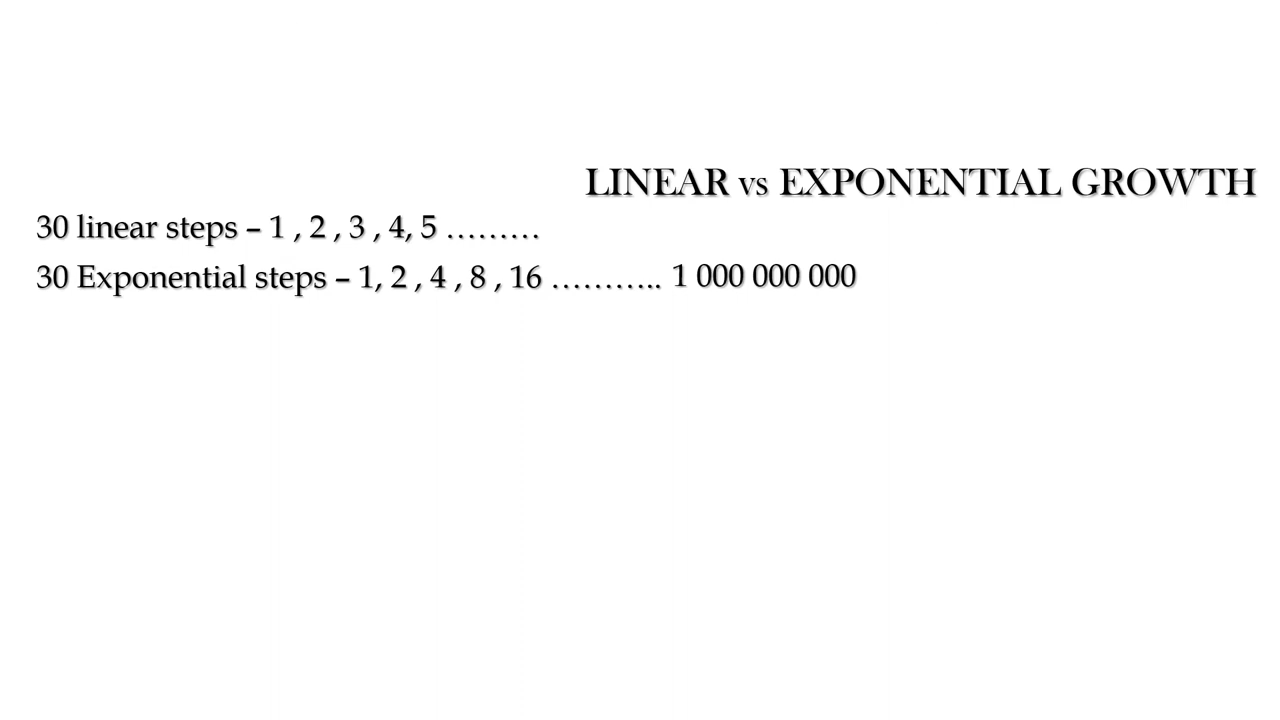 LINEAR vs EXPONENTIAL GROWTH
30 linear steps – 1 , 2 , 3 , 4, 5 ………
30 Exponential steps – 1, 2 , 4 , 8 , 16 ……….. 1 000 000 000